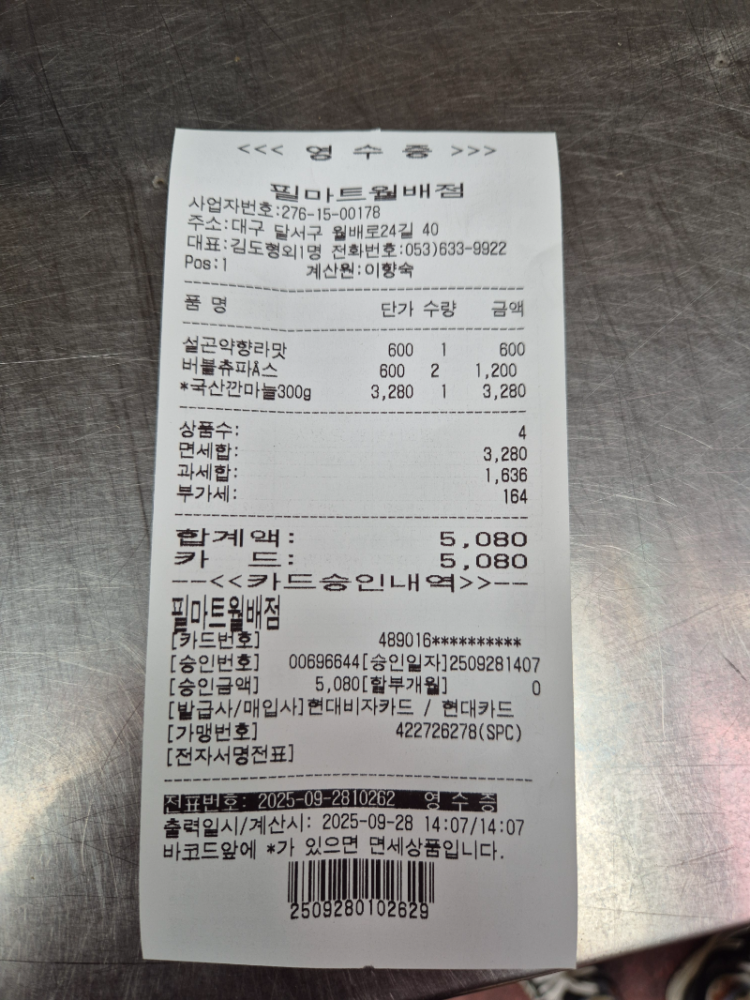 <<< 영 수 증 >>>
필마트월배점
사업자번호:276-15-00178
주소:대구 달서구 월배로24길 40
대표:김도형외1명 전화번호:053)633-9922
Pos:1 계산원:이향숙
품 명 단가 수량 금액
설곤약향라맛 600 1 600
버블츄파Å스 600 2 1,200
*국산깐마늘300g 3,280 1 3,280
상품수: 4
면세합: 3,280
과세합: 1,636
부가세: 164
합계액: 5,080
카 드: 5,080
--<<카드승인내역>>--
필마트월배점
[카드번호] 489016**********
[승인번호] 00696644[승인일자]2509281407
[승인금액] 5,080[할부개월] 0
[발급사/매입사]현대비자카드 / 현대카드
[가맹번호] 422726278(SPC)
[전자서명전표]
전표번호: 2025-09-2810262 영 수 증
출력일시/계산시: 2025-09-28 14:07/14:07
바코드앞에 *가 있으면 면세상품입니다.
2509280102629